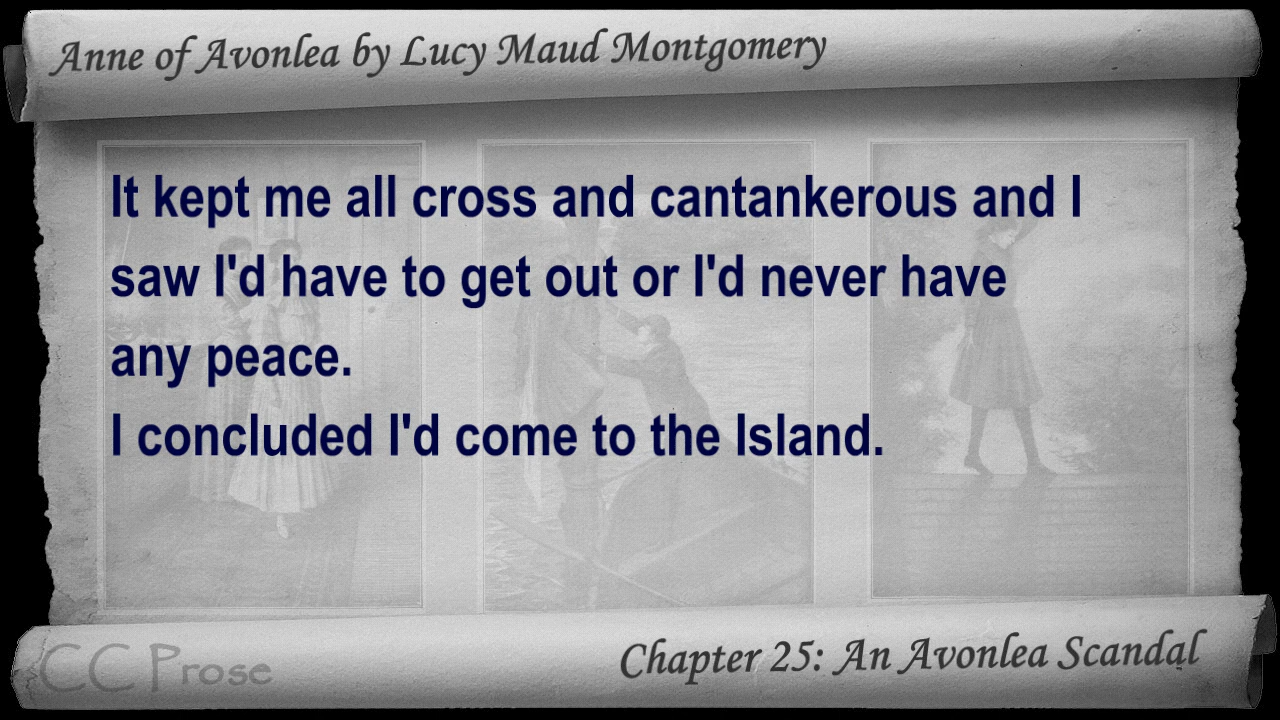 Anne of Avonlea by Lucy Maud Montgomery
It kept me all cross and cantankerous and I
saw I'd have to get out or I'd never have
any peace.
I concluded I'd come to the Island.
CC Prose
Chapter 25: An Avonlea Scandal